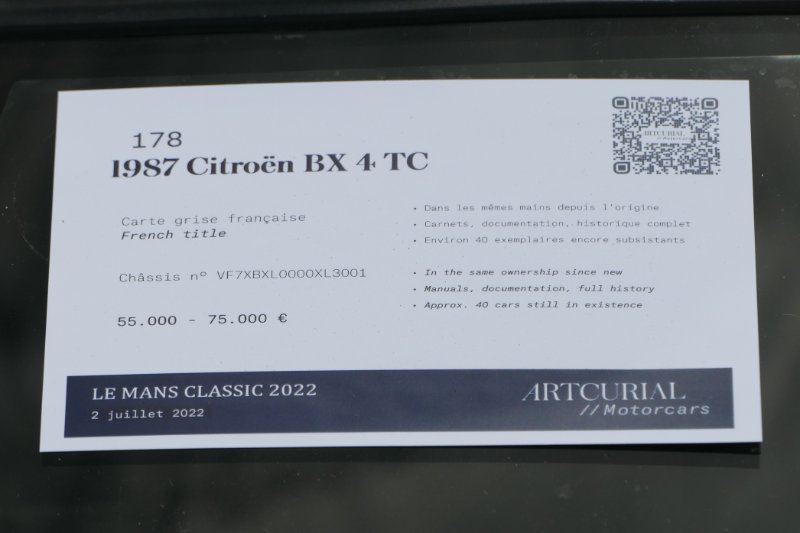 178
1987 Citroën BX 4 TC
Carte grise française
French title
Châssis n° VF7XBXL0000XL3001
55.000 - 75.000 €
• Dans les mêmes mains depuis l'origine
• Carnets, documentation, historique complet
• Environ 40 exemplaires encore subsistants
• In the same ownership since new
• Manuals, documentation, full history
• Approx. 40 cars still in existence
ARTCURIAL
//Motorcars
LE MANS CLASSIC 2022
2 juillet 2022
ARTCURIAL
//Motorcars